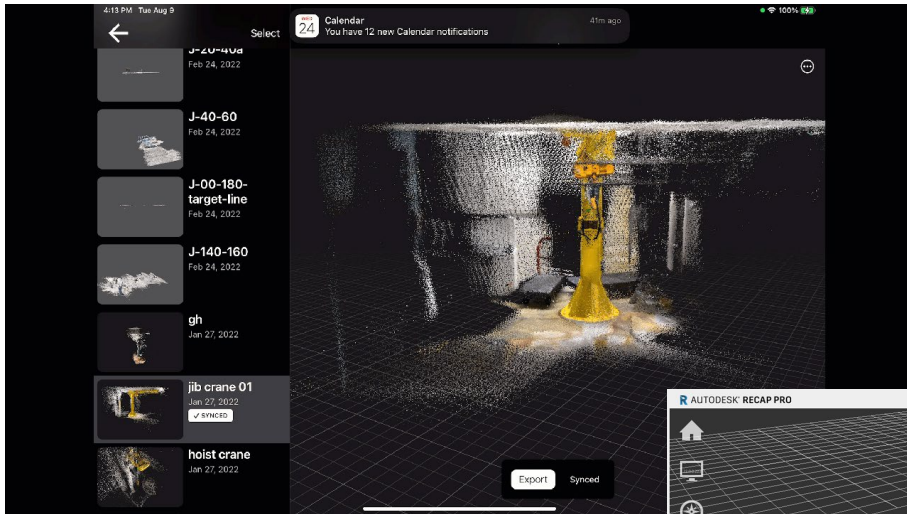 4:13 PM Tue Aug 9
100%
Select
WED
24
Calendar
41m ago
You have 12 new Calendar notifications
J-20-40a
Feb 24, 2022
J-40-60
Feb 24, 2022
J-00-180-
target-line
Feb 24, 2022
J-140-160
Feb 24, 2022
gh
Jan 27, 2022
jib crane 01
Jan 27, 2022
✓ SYNCED
hoist crane
Jan 27, 2022
Export
Synced
R AUTODESK® RECAP PRO